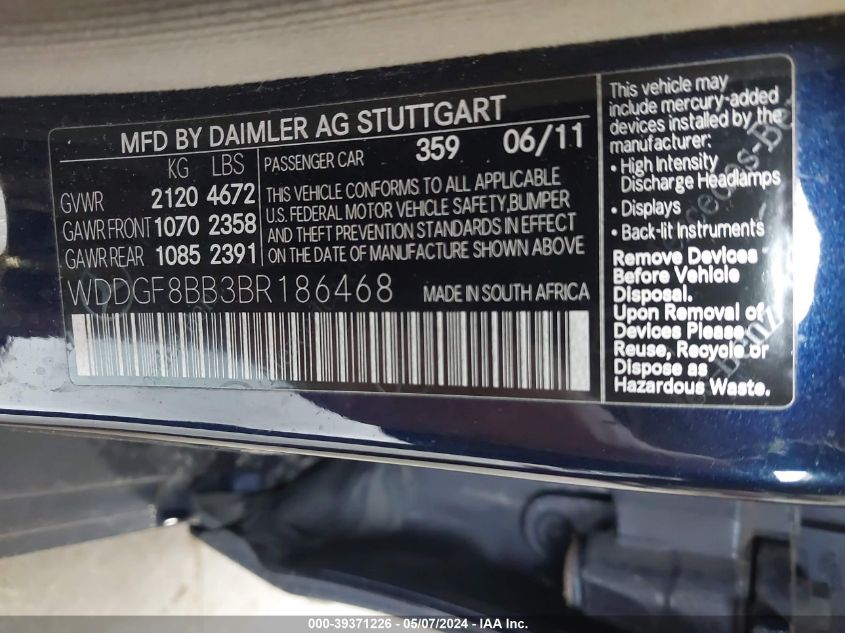 MFD BY DAIMLER AG STUTTGART
KG LBS
GVWR 2120 4672
GAWR FRONT 1070 2358
GAWR REAR 1085 2391
PASSENGER CAR 359 06/11
THIS VEHICLE CONFORMS TO ALL APPLICABLE
U.S. FEDERAL MOTOR VEHICLE SAFETY,BUMPER
AND THEFT PREVENTION STANDARDS IN EFFECT
ON THE DATE OF MANUFACTURE SHOWN ABOVE
WDDGF8BB3BR186468 MADE IN SOUTH AFRICA
This vehicle may
include mercury-added
devices installed by the
manufacturer:
• High Intensity
Discharge Headlamps
• Displays
• Back-lit Instruments
Remove Devices
Before Vehicle
Disposal.
Upon Removal of
Devices Please
Reuse, Recycle or
Dispose as
Hazardous Waste.
000-39371226 - 05/07/2024 - IAA Inc.